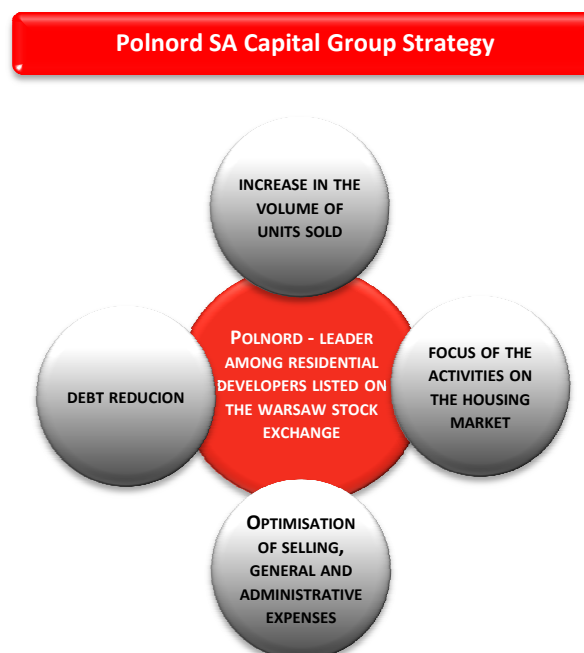 Polnord SA Capital Group Strategy
INCREASE IN THE
VOLUME OF
UNITS SOLD
POLNORD - LEADER
AMONG RESIDENTIAL
DEVELOPERS LISTED ON
THE WARSAW STOCK
EXCHANGE
FOCUS OF THE
ACTIVITIES ON
THE HOUSING
MARKET
DEBT REDUCION
OPTIMISATION
OF SELLING,
GENERAL AND
ADMINISTRATIVE
EXPENSES